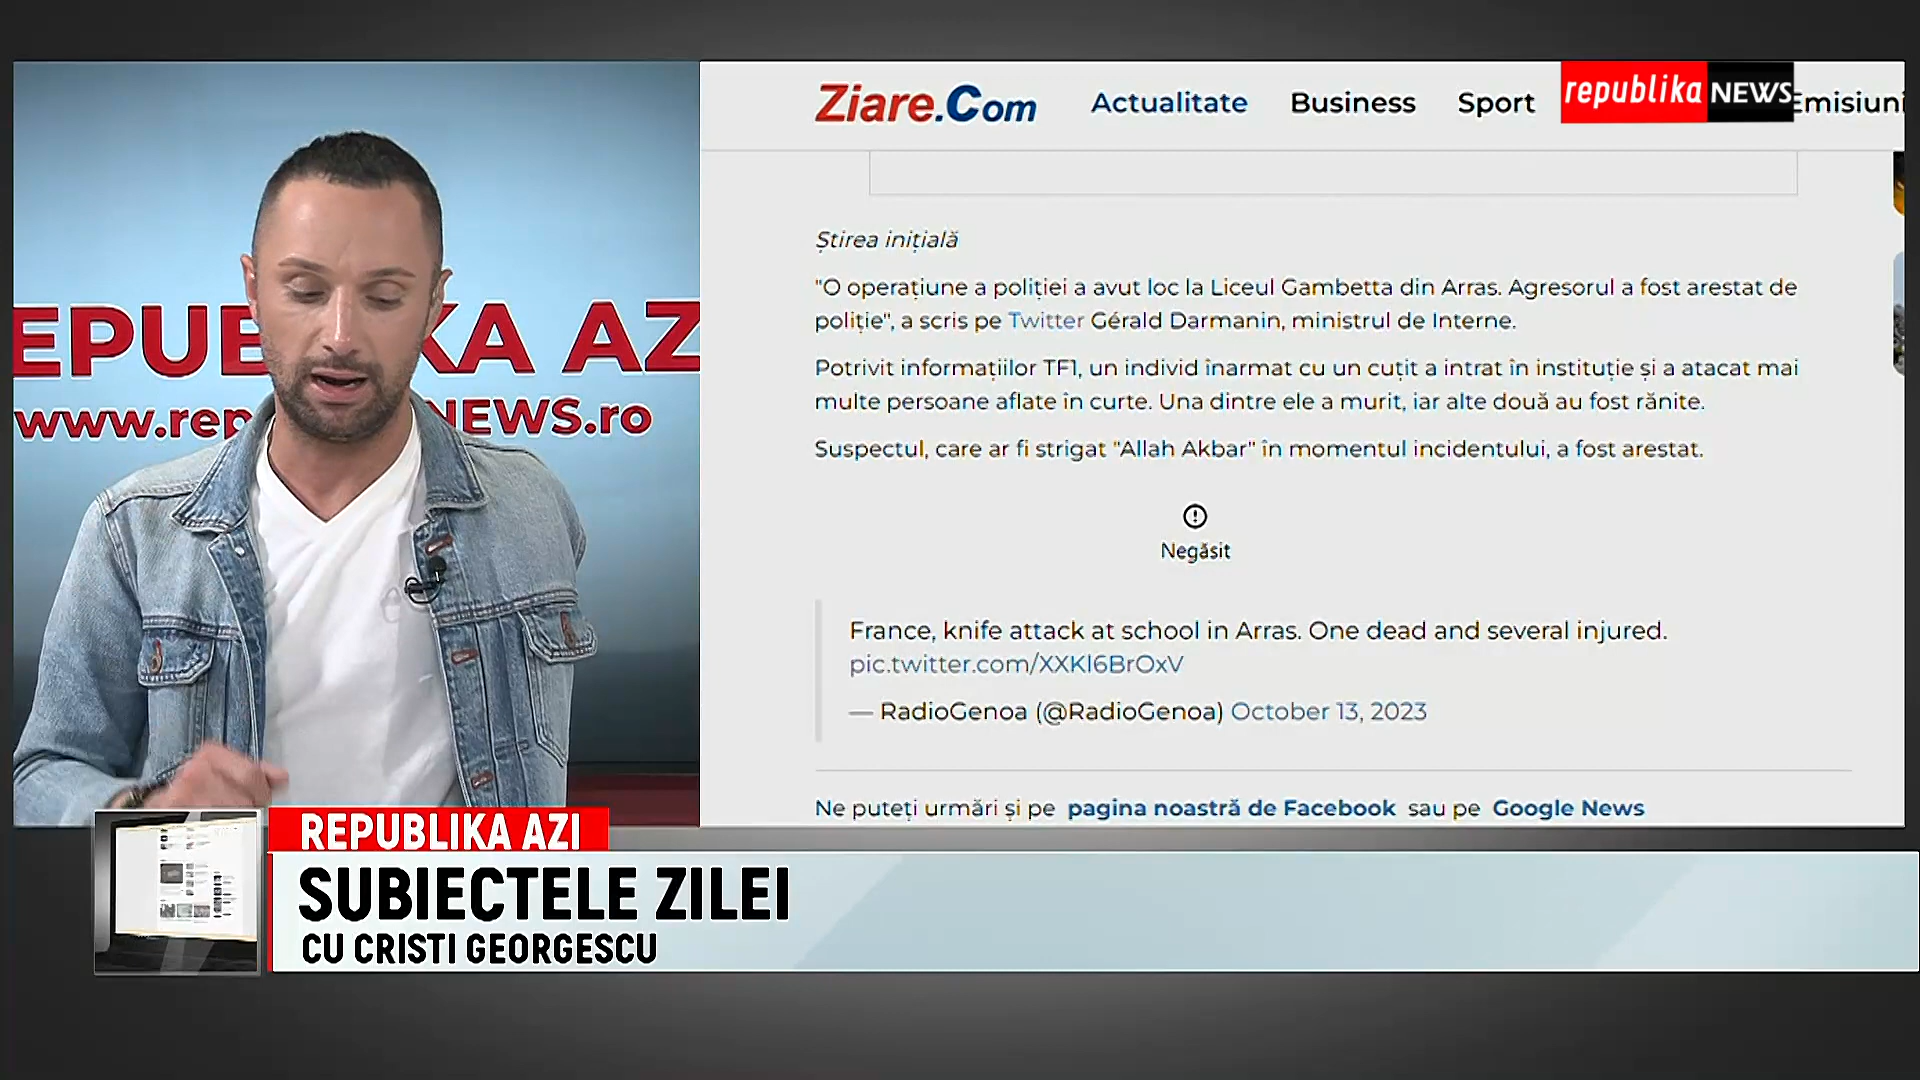 EPUB KA AZ
www.rep NEWS.ro
Ziare.Com Actualitate Business Sport republika NEWS Emisiuni
Știrea inițială
"O operațiune a poliției a avut loc la Liceul Gambetta din Arras. Agresorul a fost arestat de
poliție", a scris pe Twitter Gérald Darmanin, ministrul de Interne.
Potrivit informațiilor TF1, un individ înarmat cu un cuțit a intrat în instituție și a atacat mai
multe persoane aflate în curte. Una dintre ele a murit, iar alte două au fost rănite.
Suspectul, care ar fi strigat "Allah Akbar" în momentul incidentului, a fost arestat.
Negăsit
France, knife attack at school in Arras. One dead and several injured.
pic.twitter.com/XXKl6BrOxV
— RadioGenoa (@RadioGenoa) October 13, 2023
Ne puteți urmări și pe pagina noastră de Facebook sau pe Google News
REPUBLIKA AZI
SUBIECTELE ZILEI
CU CRISTI GEORGESCU